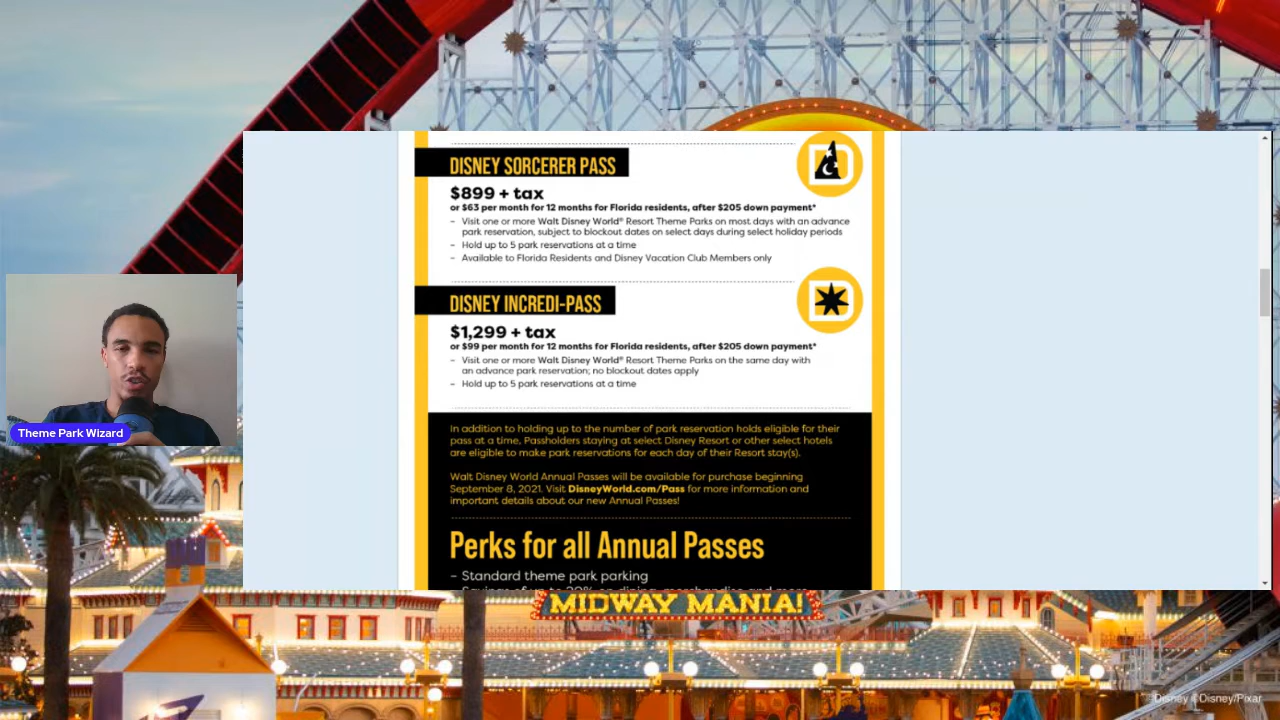 DISNEY SORCERER PASS
$899 + tax
or $63 per month for 12 months for Florida residents, after $205 down payment*
– Visit one or more Walt Disney World® Resort Theme Parks on most days with an advance
park reservation, subject to blockout dates on select days during select holiday periods
– Hold up to 5 park reservations at a time
– Available to Florida Residents and Disney Vacation Club Members only
DISNEY INCREDI-PASS
$1,299 + tax
or $99 per month for 12 months for Florida residents, after $205 down payment*
– Visit one or more Walt Disney World® Resort Theme Parks on the same day with
an advance park reservation; no blockout dates apply
– Hold up to 5 park reservations at a time
In addition to holding up to the number of park reservation holds eligible for their
pass at a time, Passholders staying at select Disney Resort or other select hotels
are eligible to make park reservations for each day of their Resort stay(s).
Walt Disney World Annual Passes will be available for purchase beginning
September 8, 2021. Visit DisneyWorld.com/Pass for more information and
important details about our new Annual Passes!
Perks for all Annual Passes
– Standard theme park parking
Theme Park Wizard
MIDWAY MANIA!
©Disney ©Disney/Pixar